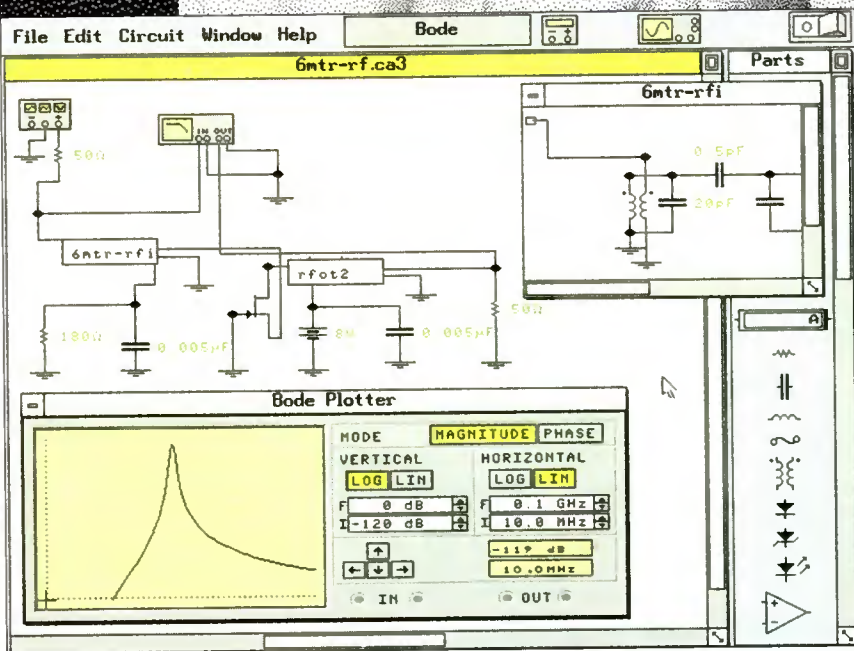 File Edit Circuit Window Help
Bode
6mtr-rf.ca3
Parts
6mtr-rfi
IN OUT
50Ω
0.5pF
20pF
6mtr-rfi
rfot2
180Ω
0.005µF
8V
0.005µF
50Ω
A
Bode Plotter
MODE MAGNITUDE PHASE
VERTICAL HORIZONTAL
LOG LIN LOG LIN
F 0 dB F 0.1 GHz
I -120 dB I 10.0 MHz
-119 dB
10.0MHz
IN OUT